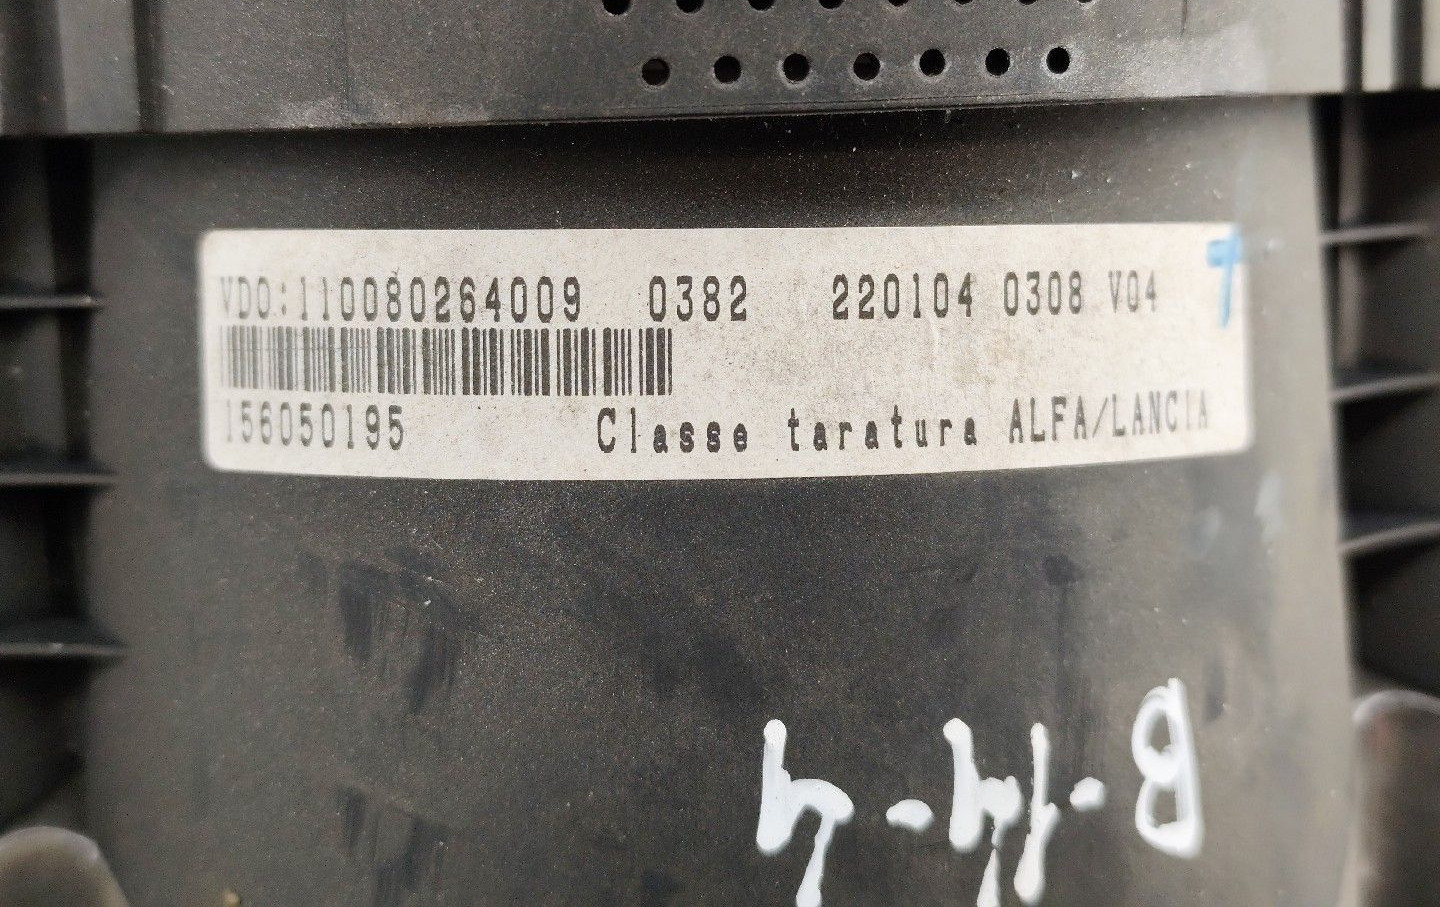 VDO.:110080264009 0382 220104 0308 V04
156050195 Classe taratura ALFA/LANCIA
B-14-4